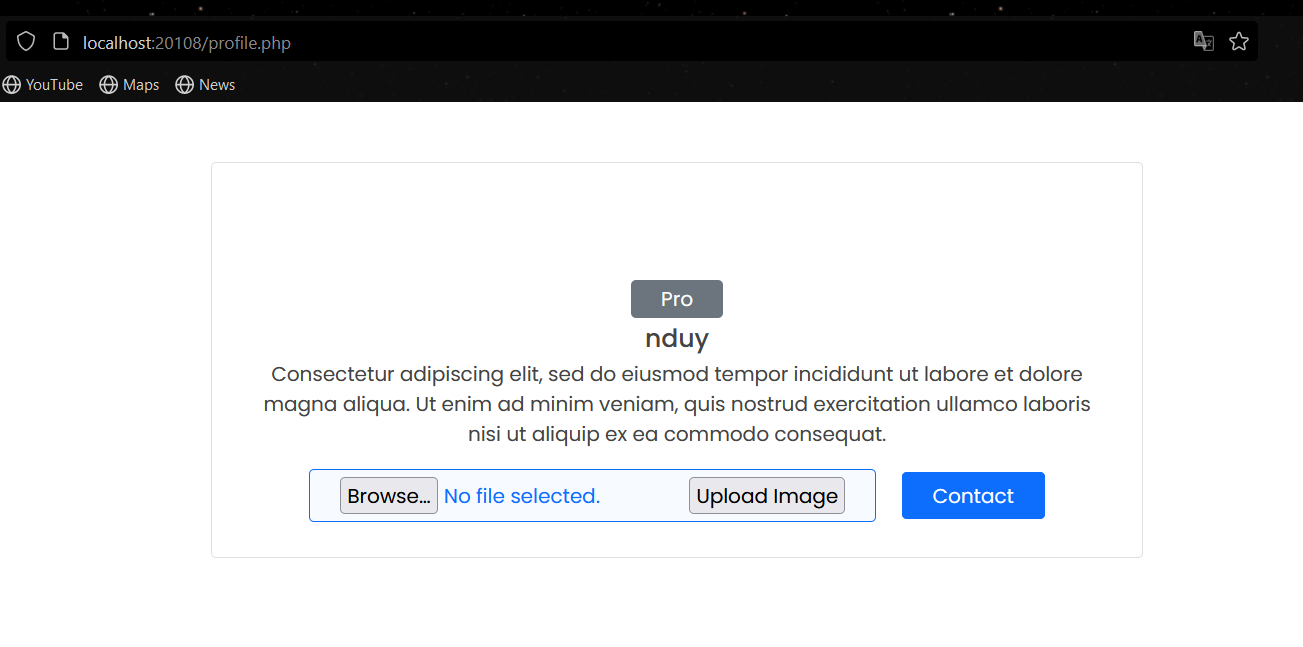 localhost:20108/profile.php
YouTube Maps News
Pro
nduy
Consectetur adipiscing elit, sed do eiusmod tempor incididunt ut labore et dolore
magna aliqua. Ut enim ad minim veniam, quis nostrud exercitation ullamco laboris
nisi ut aliquip ex ea commodo consequat.
Browse... No file selected. Upload Image Contact